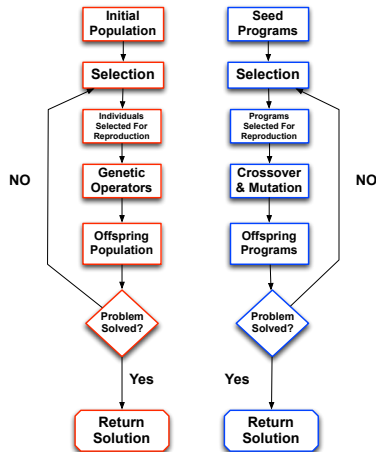 Initial
Population
Selection
Individuals
Selected For
Reproduction
NO
Genetic
Operators
Offspring
Population
Problem
Solved?
Yes
Return
Solution
Seed
Programs
Selection
Programs
Selected For
Reproduction
NO
Crossover
& Mutation
Offspring
Programs
Problem
Solved?
Yes
Return
Solution